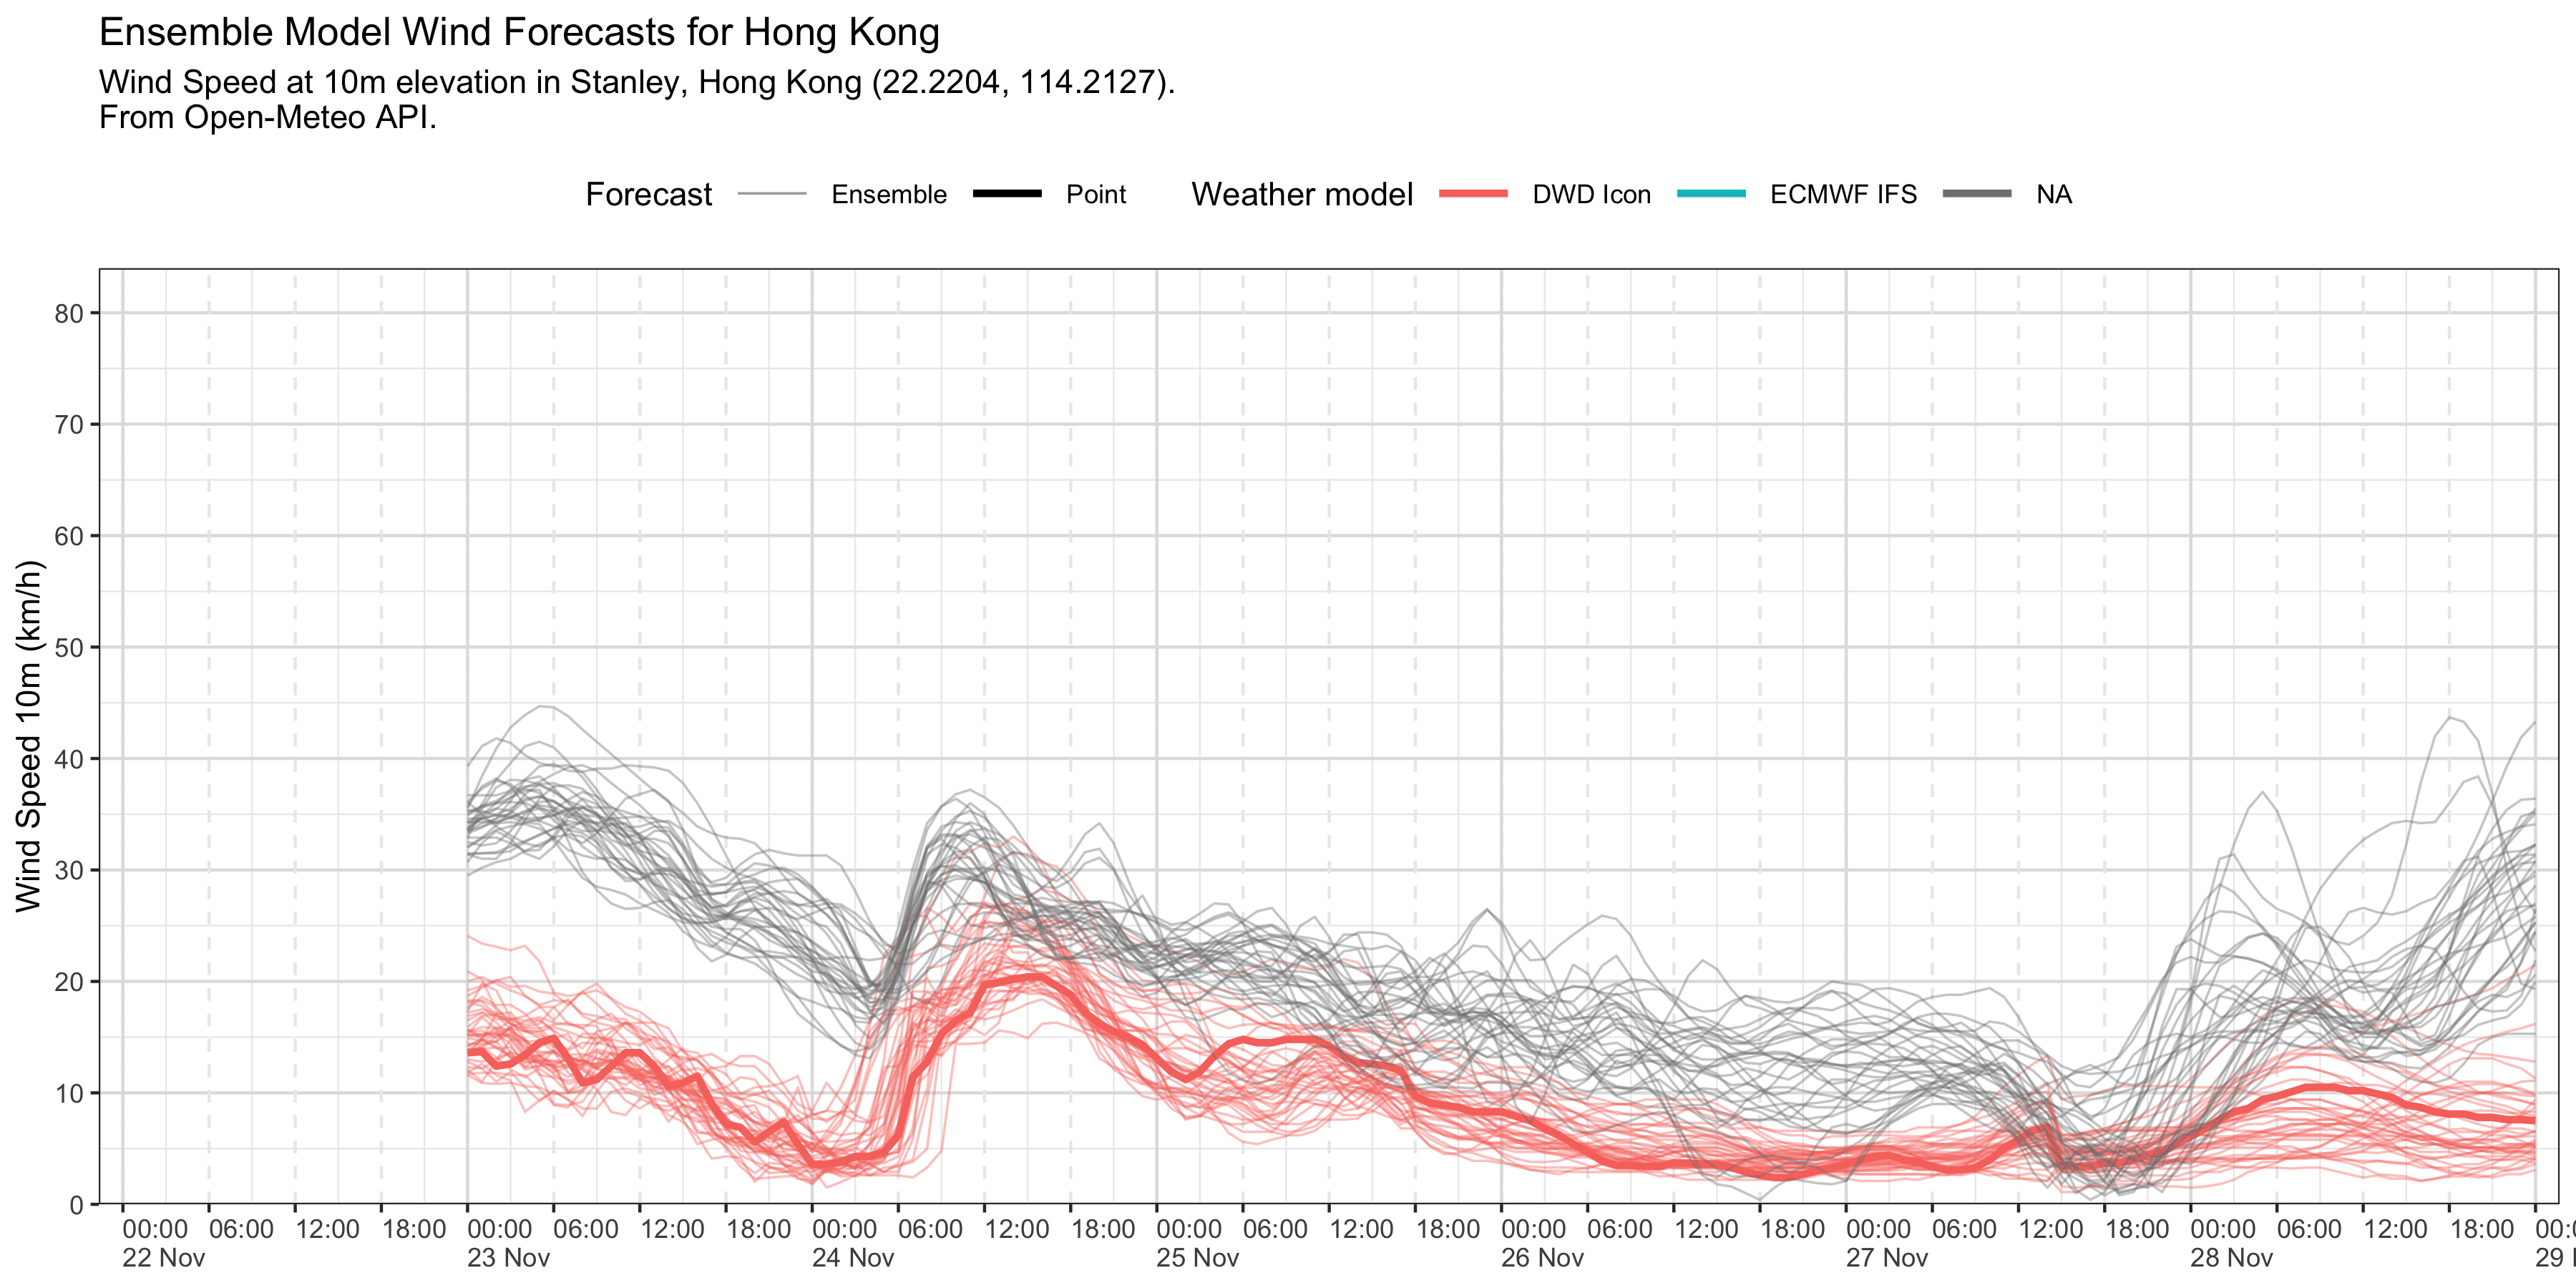 Ensemble Model Wind Forecasts for Hong Kong
Wind Speed at 10m elevation in Stanley, Hong Kong (22.2204, 114.2127).
From Open-Meteo API.
Forecast Ensemble Point Weather model DWD Icon ECMWF IFS NA
Wind Speed 10m (km/h)
80
70
60
50
40
30
20
10
0
00:00 06:00 12:00 18:00 00:00 06:00 12:00 18:00 00:00 06:00 12:00 18:00 00:00 06:00 12:00 18:00 00:00 06:00 12:00 18:00 00:00 06:00 12:00 18:00 00:00 06:00 12:00 18:00 00:0
22 Nov 23 Nov 24 Nov 25 Nov 26 Nov 27 Nov 28 Nov 29